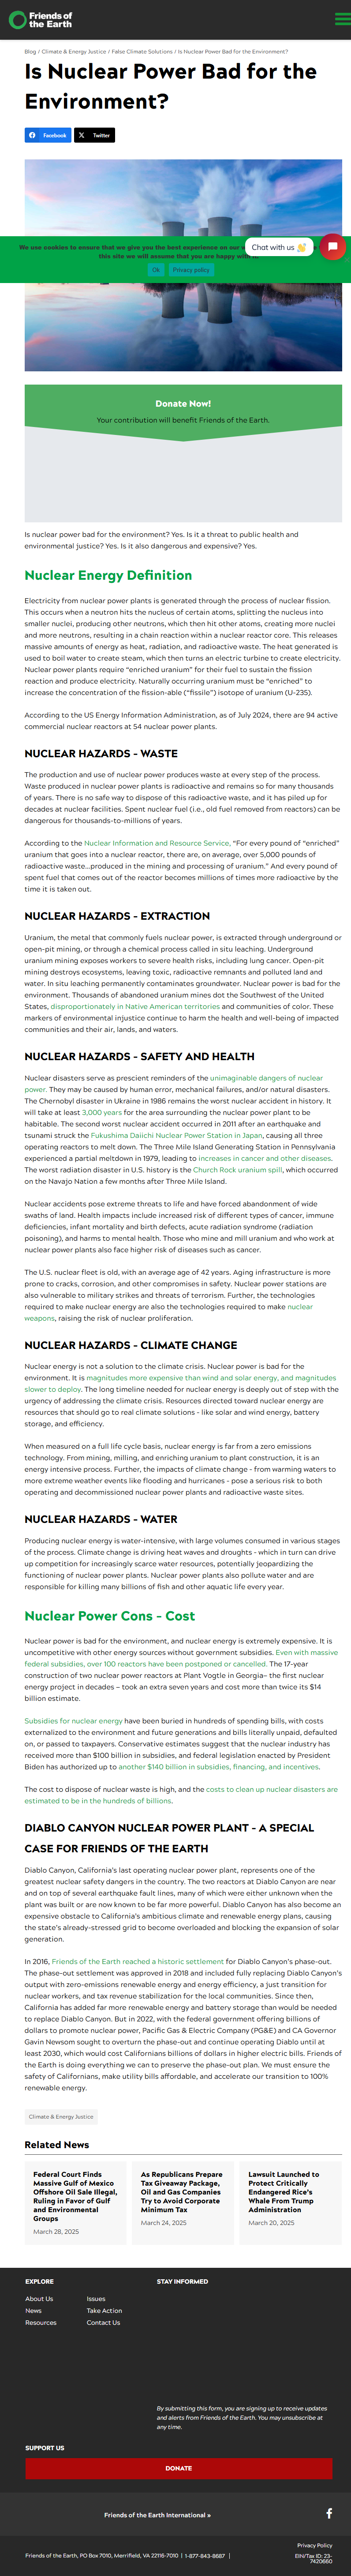 Friends of
the Earth
Blog / Climate & Energy Justice / False Climate Solutions / Is Nuclear Power Bad for the Environment?
Is Nuclear Power Bad for the
Environment?
Facebook
Twitter
We use cookies to ensure that we give you the best experience on our
this site we will assume that you are happy with it.
Chat with us 👋
Ok
Privacy policy
Donate Now!
Your contribution will benefit Friends of the Earth.
Is nuclear power bad for the environment? Yes. Is it a threat to public health and
environmental justice? Yes. Is it also dangerous and expensive? Yes.
Nuclear Energy Definition
Electricity from nuclear power plants is generated through the process of nuclear fission.
This occurs when a neutron hits the nucleus of certain atoms, splitting the nucleus into
smaller nuclei, producing other neutrons, which then hit other atoms, creating more nuclei
and more neutrons, resulting in a chain reaction within a nuclear reactor core. This releases
massive amounts of energy as heat, radiation, and radioactive waste. The heat generated is
used to boil water to create steam, which then turns an electric turbine to create electricity.
Nuclear power plants require “enriched uranium” for their fuel to sustain the fission
reaction and produce electricity. Naturally occurring uranium must be “enriched” to
increase the concentration of the fission-able (“fissile”) isotope of uranium (U-235).
According to the US Energy Information Administration, as of July 2024, there are 94 active
commercial nuclear reactors at 54 nuclear power plants.
NUCLEAR HAZARDS - WASTE
The production and use of nuclear power produces waste at every step of the process.
Waste produced in nuclear power plants is radioactive and remains so for many thousands
of years. There is no safe way to dispose of this radioactive waste, and it has piled up for
decades at nuclear facilities. Spent nuclear fuel (i.e., old fuel removed from reactors) can be
dangerous for thousands-to-millions of years.
According to the Nuclear Information and Resource Service, “For every pound of “enriched”
uranium that goes into a nuclear reactor, there are, on average, over 5,000 pounds of
radioactive waste…produced in the mining and processing of uranium.” And every pound of
spent fuel that comes out of the reactor becomes millions of times more radioactive by the
time it is taken out.
NUCLEAR HAZARDS - EXTRACTION
Uranium, the metal that commonly fuels nuclear power, is extracted through underground or
open-pit mining, or through a chemical process called in situ leaching. Underground
uranium mining exposes workers to severe health risks, including lung cancer. Open-pit
mining destroys ecosystems, leaving toxic, radioactive materials and polluted land and
water. In situ leaching permanently contaminates groundwater. Nuclear power is bad for the
environment. Thousands of abandoned uranium mines dot the Southwest of the United
States, disproportionately in Native American territories and communities of color. These
markers of environmental injustice continue to harm the health and well-being of impacted
communities and their air, lands, and waters.
NUCLEAR HAZARDS - SAFETY AND HEALTH
Nuclear disasters serve as prescient reminders of the unimaginable dangers of nuclear
power. They may be caused by human error, mechanical failures, and/or natural disasters.
The Chernobyl disaster in Ukraine in 1986 remains the worst nuclear accident in history. It
will take at least 3,000 years for the area surrounding the nuclear power plant to be
habitable. The second worst nuclear accident occurred in 2011 after an earthquake and
tsunami struck the Fukushima Daiichi Nuclear Power Station in Japan, causing all three
operating reactors to melt down. The Three Mile Island Generating Station in Pennsylvania
experienced a partial meltdown in 1979, leading to increases in cancer and other diseases.
The worst radiation disaster in U.S. history is the Church Rock uranium spill, which occurred
on the Navajo Nation a few months after Three Mile Island.
Nuclear accidents pose extreme threats to life and have forced abandonment of wide
swaths of land. Health impacts include increased risk of different types of cancer, immune
deficiencies, infant mortality and birth defects, acute radiation syndrome (radiation
poisoning), and harms to mental health. Those who mine and mill uranium and who work at
nuclear power plants also face higher risk of diseases such as cancer.
The U.S. nuclear fleet is old, with an average age of 42 years. Aging infrastructure is more
prone to cracks, corrosion, and other compromises in safety. Nuclear power stations are
also vulnerable to military strikes and threats of terrorism. Further, the technologies
required to make nuclear energy are also the technologies required to make nuclear
weapons, raising the risk of nuclear proliferation.
NUCLEAR HAZARDS - CLIMATE CHANGE
Nuclear energy is not a solution to the climate crisis. Nuclear power is bad for the
environment. It is magnitudes more expensive than wind and solar energy, and magnitudes
slower to deploy. The long timeline needed for nuclear energy is deeply out of step with the
urgency of addressing the climate crisis. Resources directed toward nuclear energy are
resources that should go to real climate solutions - like solar and wind energy, battery
storage, and efficiency.
When measured on a full life cycle basis, nuclear energy is far from a zero emissions
technology. From mining, milling, and enriching uranium to plant construction, it is an
energy intensive process. Further, the impacts of climate change - from warming waters to
more extreme weather events like flooding and hurricanes - pose a serious risk to both
operating and decommissioned nuclear power plants and radioactive waste sites.
NUCLEAR HAZARDS - WATER
Producing nuclear energy is water-intensive, with large volumes consumed in various stages
of the process. Climate change is driving heat waves and droughts - which in turn can drive
up competition for increasingly scarce water resources, potentially jeopardizing the
functioning of nuclear power plants. Nuclear power plants also pollute water and are
responsible for killing many billions of fish and other aquatic life every year.
Nuclear Power Cons - Cost
Nuclear power is bad for the environment, and nuclear energy is extremely expensive. It is
uncompetitive with other energy sources without government subsidies. Even with massive
federal subsidies, over 100 reactors have been postponed or cancelled. The 17-year
construction of two nuclear power reactors at Plant Vogtle in Georgia— the first nuclear
energy project in decades — took an extra seven years and cost more than twice its $14
billion estimate.
Subsidies for nuclear energy have been buried in hundreds of spending bills, with costs
externalized to the environment and future generations and bills literally unpaid, defaulted
on, or passed to taxpayers. Conservative estimates suggest that the nuclear industry has
received more than $100 billion in subsidies, and federal legislation enacted by President
Biden has authorized up to another $140 billion in subsidies, financing, and incentives.
The cost to dispose of nuclear waste is high, and the costs to clean up nuclear disasters are
estimated to be in the hundreds of billions.
DIABLO CANYON NUCLEAR POWER PLANT - A SPECIAL
CASE FOR FRIENDS OF THE EARTH
Diablo Canyon, California’s last operating nuclear power plant, represents one of the
greatest nuclear safety dangers in the country. The two reactors at Diablo Canyon are near
and on top of several earthquake fault lines, many of which were either unknown when the
plant was built or are now known to be far more powerful. Diablo Canyon has also become an
expensive obstacle to California’s ambitious climate and renewable energy plans, causing
the state’s already-stressed grid to become overloaded and blocking the expansion of solar
generation.
In 2016, Friends of the Earth reached a historic settlement for Diablo Canyon’s phase-out.
The phase-out settlement was approved in 2018 and included fully replacing Diablo Canyon’s
output with zero-emissions renewable energy and energy efficiency, a just transition for
nuclear workers, and tax revenue stabilization for the local communities. Since then,
California has added far more renewable energy and battery storage than would be needed
to replace Diablo Canyon. But in 2022, with the federal government offering billions of
dollars to promote nuclear power, Pacific Gas & Electric Company (PG&E) and CA Governor
Gavin Newsom sought to overturn the phase-out and continue operating Diablo until at
least 2030, which would cost Californians billions of dollars in higher electric bills. Friends of
the Earth is doing everything we can to preserve the phase-out plan. We must ensure the
safety of Californians, make utility bills affordable, and accelerate our transition to 100%
renewable energy.
Climate & Energy Justice
Related News
Federal Court Finds
Massive Gulf of Mexico
Offshore Oil Sale Illegal,
Ruling in Favor of Gulf
and Environmental
Groups
March 28, 2025
As Republicans Prepare
Tax Giveaway Package,
Oil and Gas Companies
Try to Avoid Corporate
Minimum Tax
March 24, 2025
Lawsuit Launched to
Protect Critically
Endangered Rice’s
Whale From Trump
Administration
March 20, 2025
EXPLORE
About Us
News
Resources
Issues
Take Action
Contact Us
STAY INFORMED
By submitting this form, you are signing up to receive updates
and alerts from Friends of the Earth. You may unsubscribe at
any time.
SUPPORT US
DONATE
Friends of the Earth International »
Privacy Policy
Friends of the Earth, PO Box 7010, Merrifield, VA 22116-7010 | 1-877-843-8687 |
EIN/Tax ID: 23-
7420660